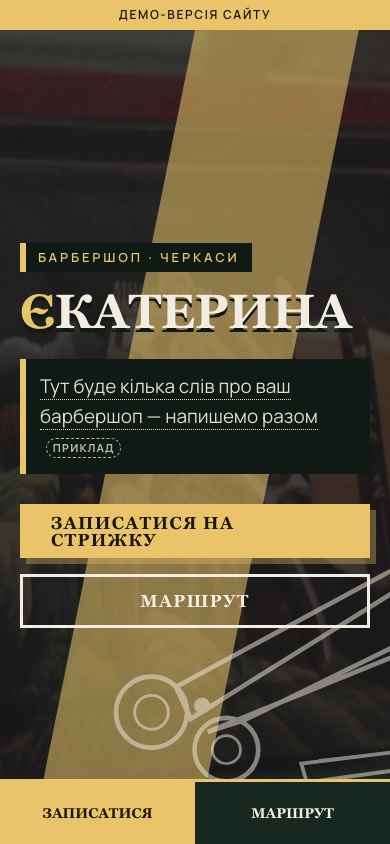 ДЕМО-ВЕРСІЯ САЙТУ
БАРБЕРШОП · ЧЕРКАСИ
ЄКАТЕРИНА
Тут буде кілька слів про ваш
барбершоп — напишемо разом
ПРИКЛАД
ЗАПИСАТИСЯ НА
СТРИЖКУ
МАРШРУТ
ЗАПИСАТИСЯ
МАРШРУТ